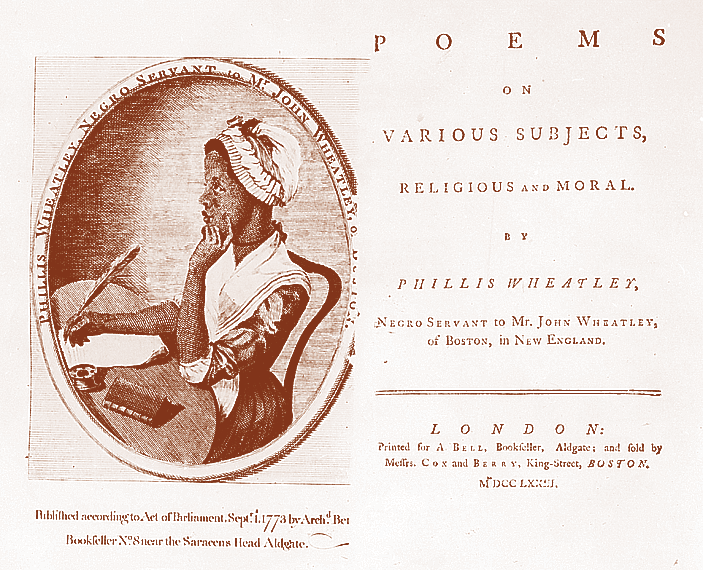 PHILLIS WHEATLEY, NEGRO SERVANT to Mr. JOHN WHEATLEY, of BOSTON.
Publiſhed according to Act of Parliament, Sept.r 1.st 1773 by Arch.d
Bookſeller No. 8 near the Saracens Head Aldgate.
POEMS
ON
VARIOUS SUBJECTS,
RELIGIOUS AND MORAL.
BY
PHILLIS WHEATLEY,
NEGRO SERVANT to Mr. JOHN WHEATLEY,
of BOSTON, in NEW ENGLAND.
LONDON:
Printed for A BELL, Bookſeller, Aldgate; and ſold by
Meſſrs. COX and BERRY, King-Street, BOSTON.
M DCC LXXIII.